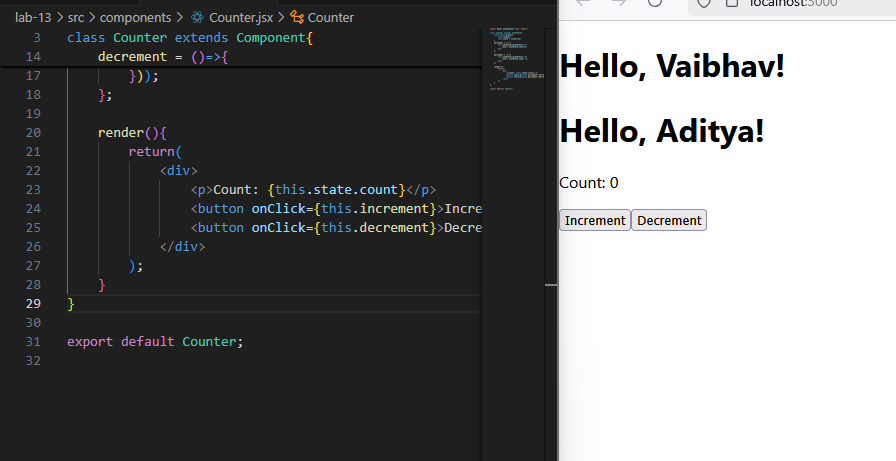 lab-13 > src > components > Counter.jsx > Counter
3 class Counter extends Component{
14 decrement = ()=>{
17 }));
18 };
19
20 render(){
21 return(
22 <div>
23 <p>Count: {this.state.count}</p>
24 <button onClick={this.increment}>Incre
25 <button onClick={this.decrement}>Decre
26 </div>
27 );
28 }
29 }
30
31 export default Counter;
32
localhost:3000
Hello, Vaibhav!
Hello, Aditya!
Count: 0
Increment Decrement